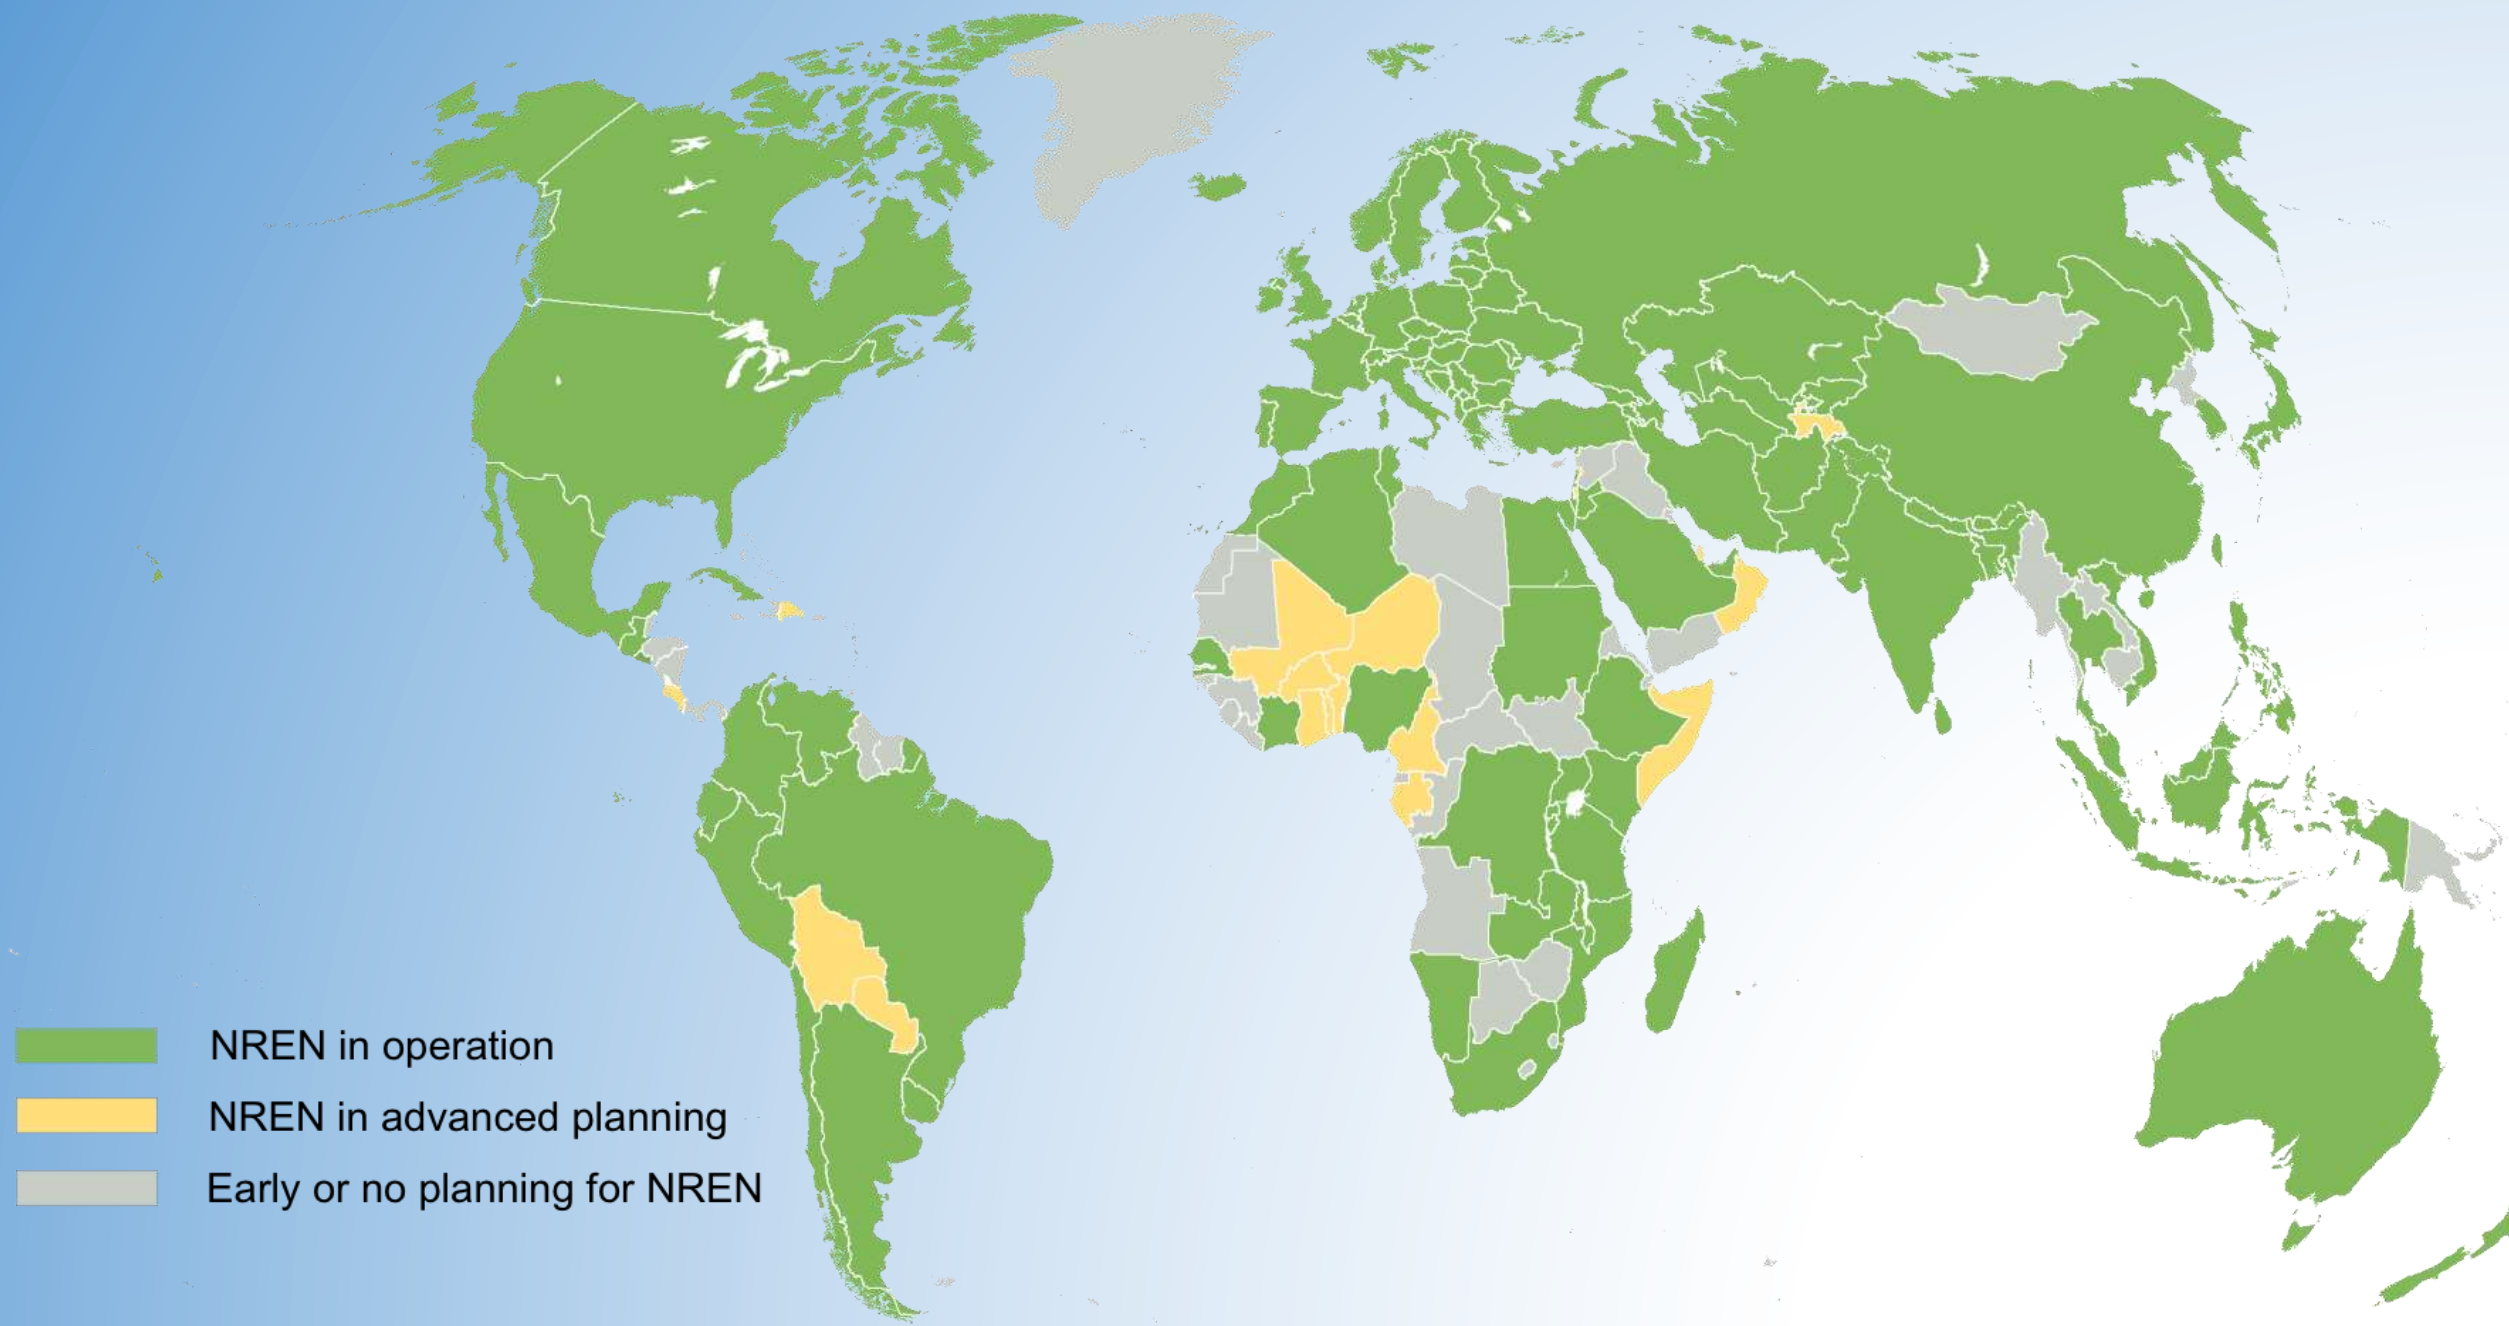 NREN in operation
NREN in advanced planning
Early or no planning for NREN